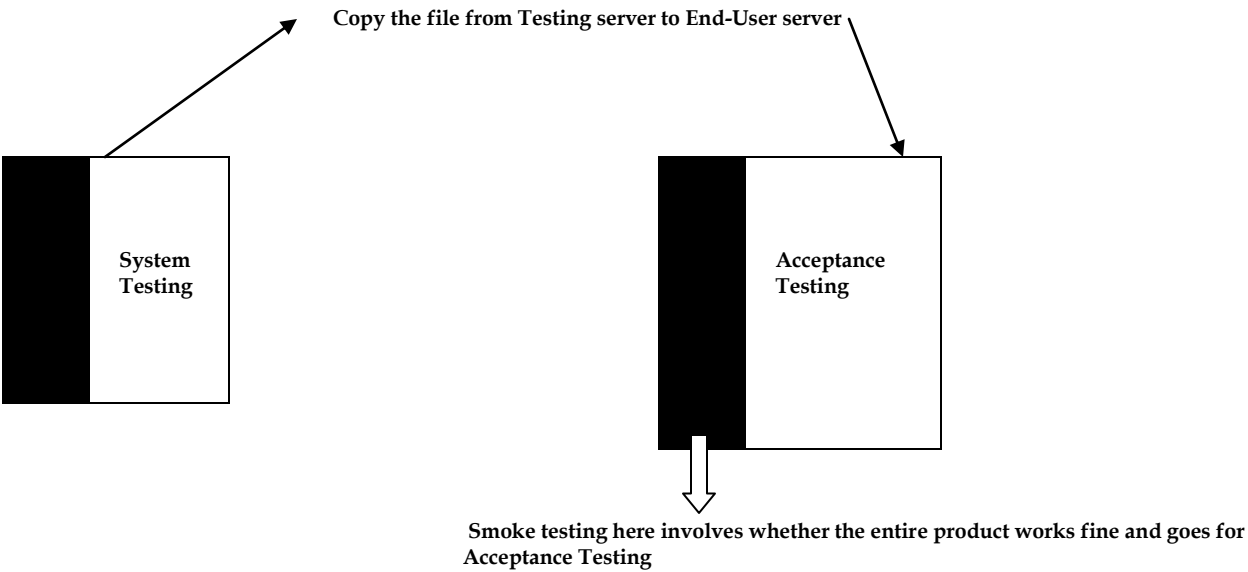 Copy the file from Testing server to End-User server
System
Testing
Acceptance
Testing
Smoke testing here involves whether the entire product works fine and goes for
Acceptance Testing